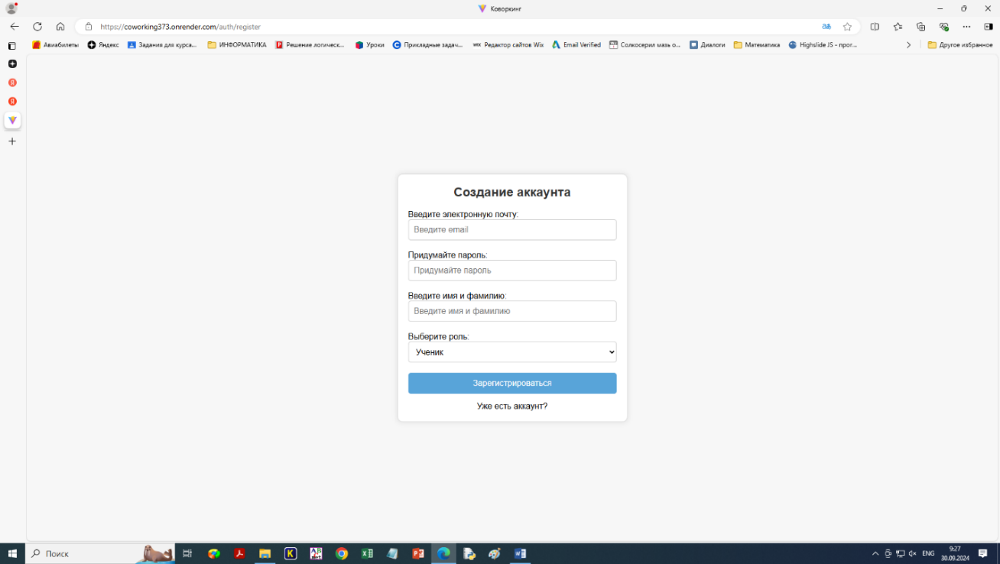 Коворкинг
https://coworking373.onrender.com/auth/register
Авиабилеты Яндекс Задания для курса... ИНФОРМАТИКА Решение логическ... Уроки Прикладные задач... WIX Редактор сайтов Wix Email Verified Солкосерил мазь о... Диалоги Математика Highslide JS - прог... Другое избранное
Создание аккаунта
Введите электронную почту:
Введите email
Придумайте пароль:
Придумайте пароль
Введите имя и фамилию:
Введите имя и фамилию
Выберите роль:
Ученик
Зарегистрироваться
Уже есть аккаунт?
Поиск
ENG
9:27
30.09.2024